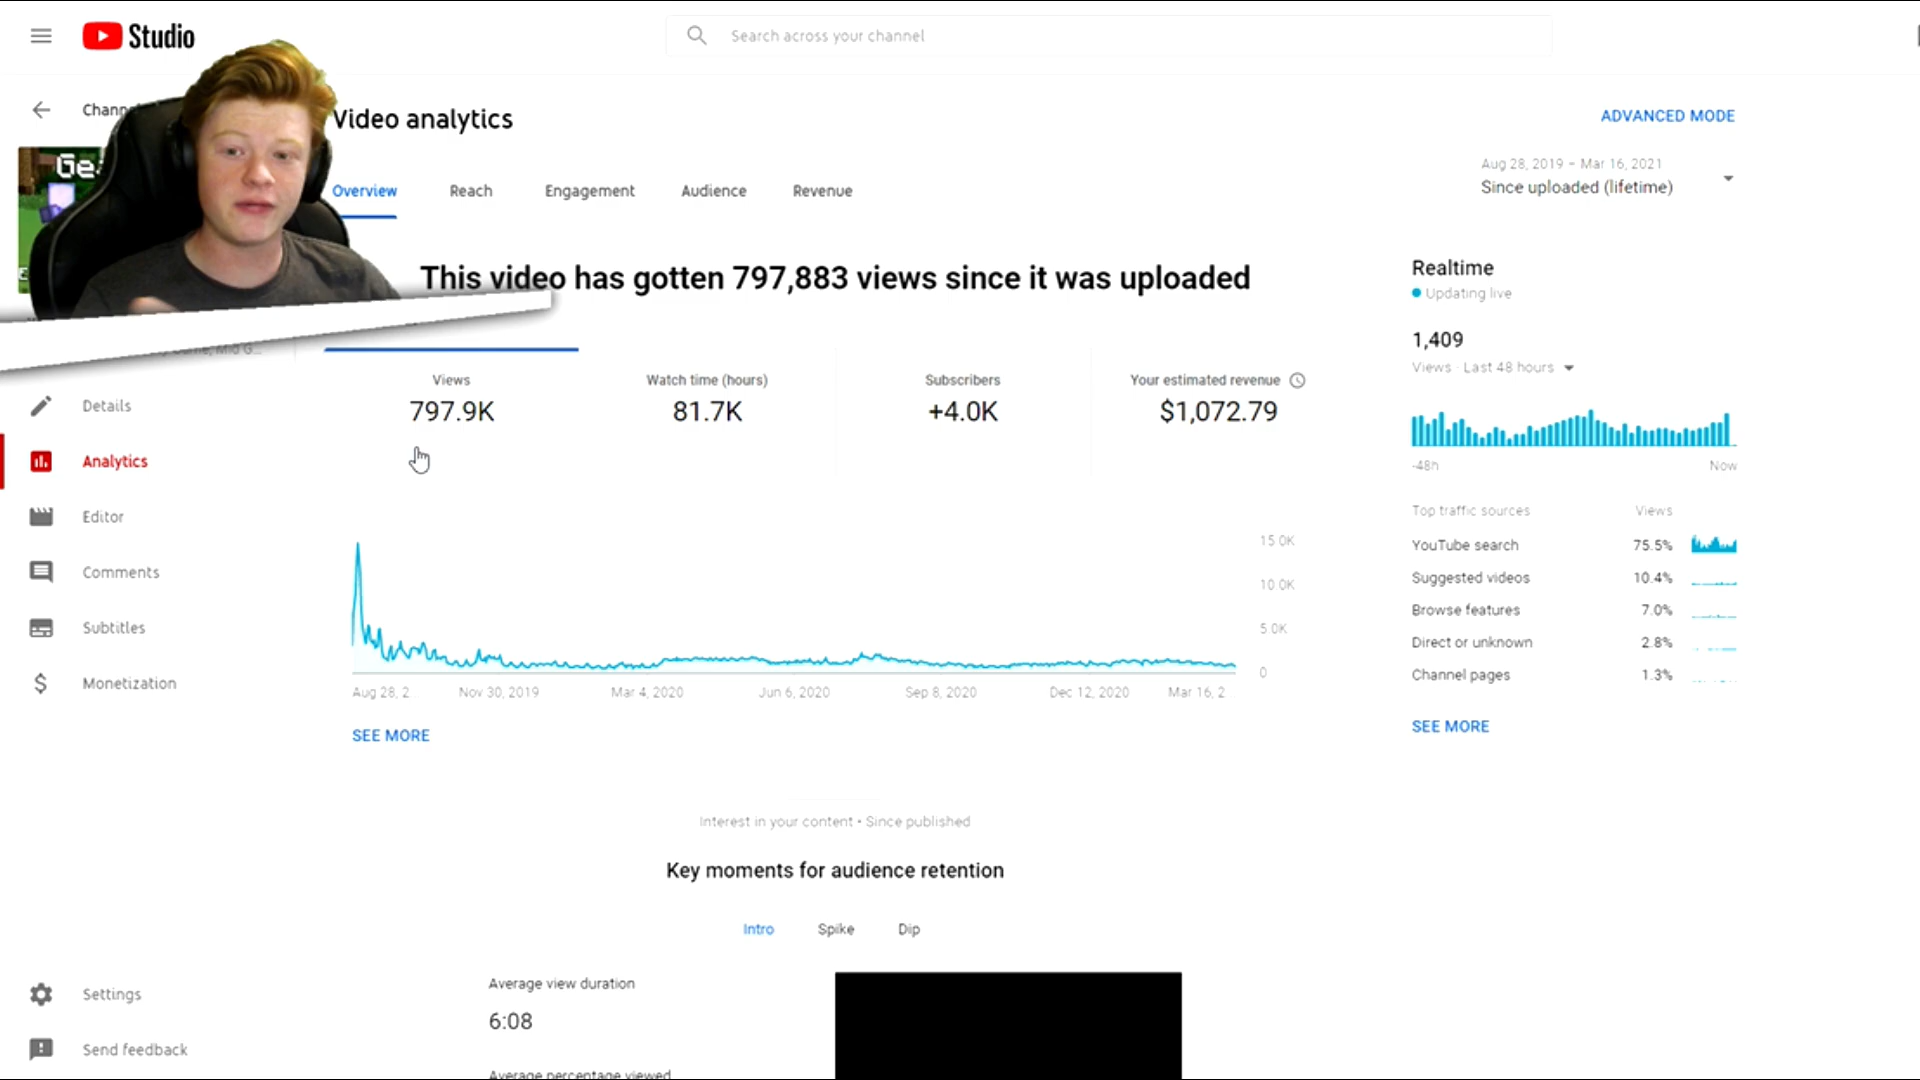 Studio
Search across your channel
Video analytics
ADVANCED MODE
Aug 28, 2019 – Mar 16, 2021
Since uploaded (lifetime)
Overview
Reach
Engagement
Audience
Revenue
This video has gotten 797,883 views since it was uploaded
Realtime
Updating live
1,409
Views · Last 48 hours
Views
797.9K
Watch time (hours)
81.7K
Subscribers
+4.0K
Your estimated revenue
$1,072.79
-48h
Now
Details
Analytics
Editor
Comments
Subtitles
Monetization
15.0K
10.0K
5.0K
0
Aug 28, 2
Nov 30, 2019
Mar 4, 2020
Jun 6, 2020
Sep 8, 2020
Dec 12, 2020
Mar 16, 2
SEE MORE
Top traffic sources
Views
YouTube search
75.5%
Suggested videos
10.4%
Browse features
7.0%
Direct or unknown
2.8%
Channel pages
1.3%
SEE MORE
Interest in your content • Since published
Key moments for audience retention
Intro
Spike
Dip
Average view duration
6:08
Average percentage viewed
Settings
Send feedback